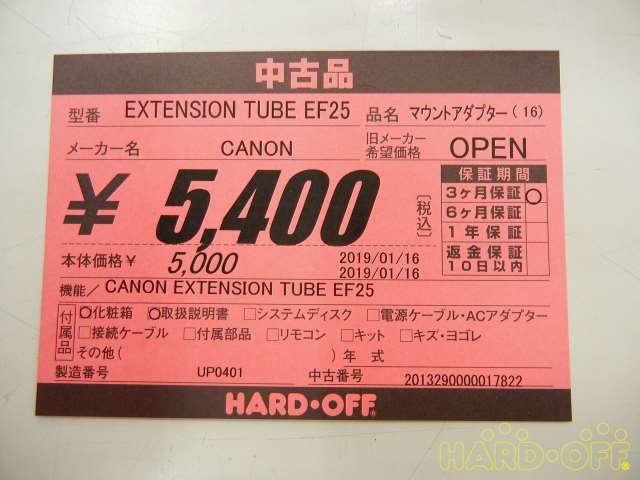 中古品
型番 EXTENSION TUBE EF25 品名 マウントアダプター(16)
メーカー名 CANON 旧メーカー希望価格 OPEN
¥ 5,400 [税込]
保証期間
3ヶ月保証 ○
6ヶ月保証
1年保証
返金保証
10日以内
本体価格¥ 5,000 2019/01/16
2019/01/16
機能/ CANON EXTENSION TUBE EF25
付属品 ○化粧箱 ○取扱説明書 □システムディスク □電源ケーブル・ACアダプター
□接続ケーブル □付属部品 □リモコン □キット □キズ・ヨゴレ
その他( )年 式
製造番号 UP0401 中古番号 2013290000017822
HARD・OFF®
HARD・OFF